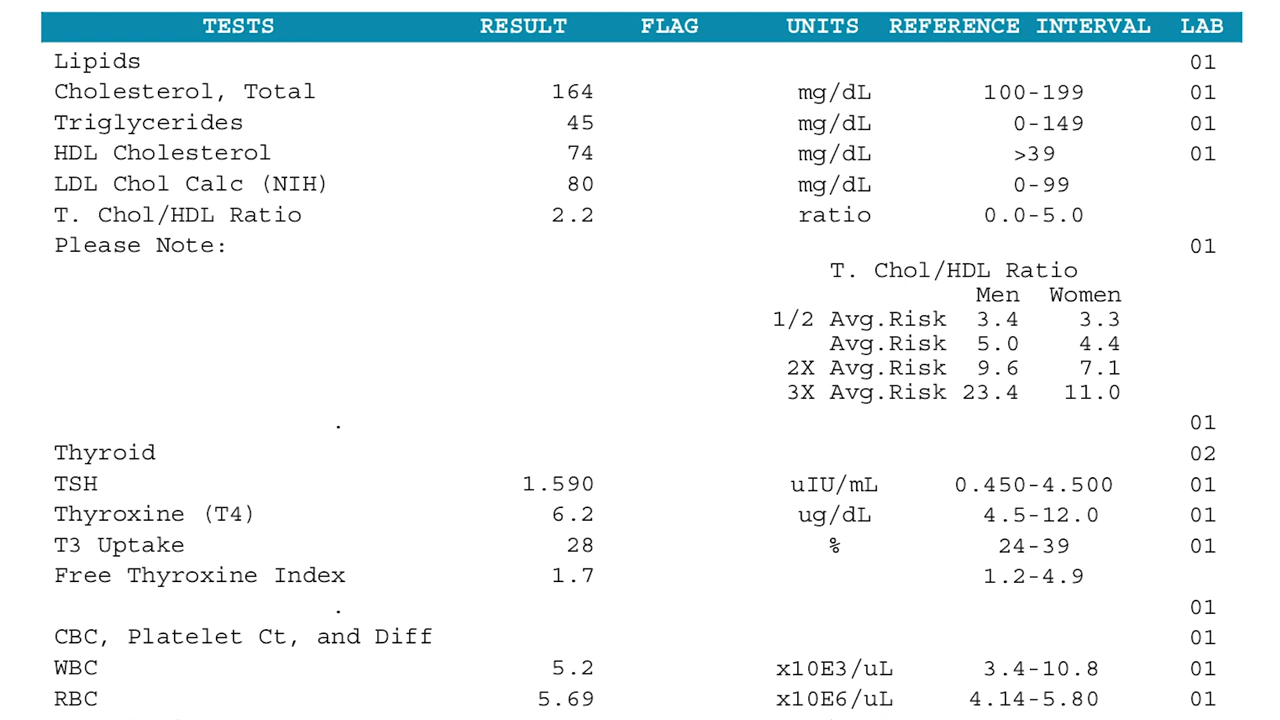 TESTS RESULT FLAG UNITS REFERENCE INTERVAL LAB
Lipids 01
Cholesterol, Total 164 mg/dL 100-199 01
Triglycerides 45 mg/dL 0-149 01
HDL Cholesterol 74 mg/dL >39 01
LDL Chol Calc (NIH) 80 mg/dL 0-99
T. Chol/HDL Ratio 2.2 ratio 0.0-5.0
Please Note: 01
T. Chol/HDL Ratio
Men Women
1/2 Avg.Risk 3.4 3.3
Avg.Risk 5.0 4.4
2X Avg.Risk 9.6 7.1
3X Avg.Risk 23.4 11.0
. 01
Thyroid 02
TSH 1.590 uIU/mL 0.450-4.500 01
Thyroxine (T4) 6.2 ug/dL 4.5-12.0 01
T3 Uptake 28 % 24-39 01
Free Thyroxine Index 1.7 1.2-4.9
. 01
CBC, Platelet Ct, and Diff 01
WBC 5.2 x10E3/uL 3.4-10.8 01
RBC 5.69 x10E6/uL 4.14-5.80 01